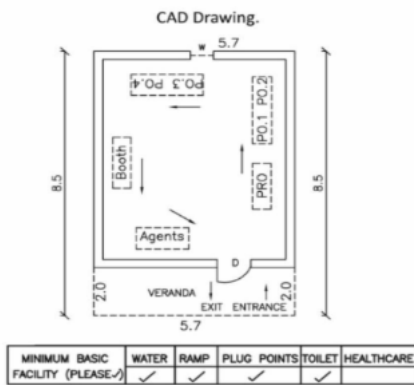 CAD Drawing.
W 5.7
PO.4 PO.3
PO.1 PO.2
8.5
8.5
Booth
PRO
Agents
D
2.0 VERANDA 2.0
EXIT ENTRANCE
5.7
MINIMUM BASIC FACILITY (PLEASE✓) WATER RAMP PLUG POINTS TOILET HEALTHCARE
✓ ✓ ✓ ✓